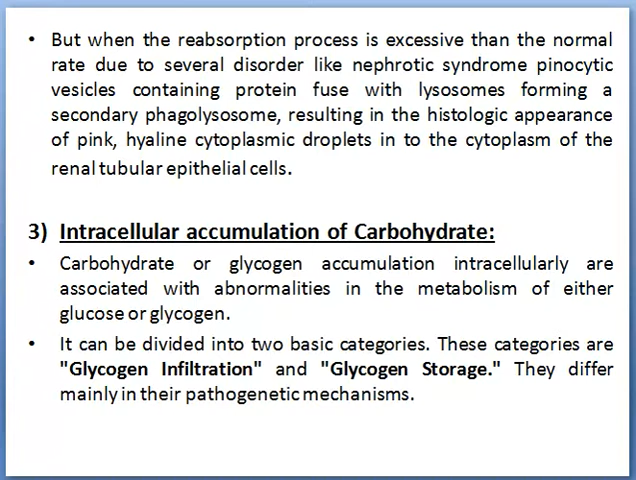 • But when the reabsorption process is excessive than the normal
rate due to several disorder like nephrotic syndrome pinocytic
vesicles containing protein fuse with lysosomes forming a
secondary phagolysosome, resulting in the histologic appearance
of pink, hyaline cytoplasmic droplets in to the cytoplasm of the
renal tubular epithelial cells.
3) Intracellular accumulation of Carbohydrate:
• Carbohydrate or glycogen accumulation intracellularly are
associated with abnormalities in the metabolism of either
glucose or glycogen.
• It can be divided into two basic categories. These categories are
"Glycogen Infiltration" and "Glycogen Storage." They differ
mainly in their pathogenetic mechanisms.